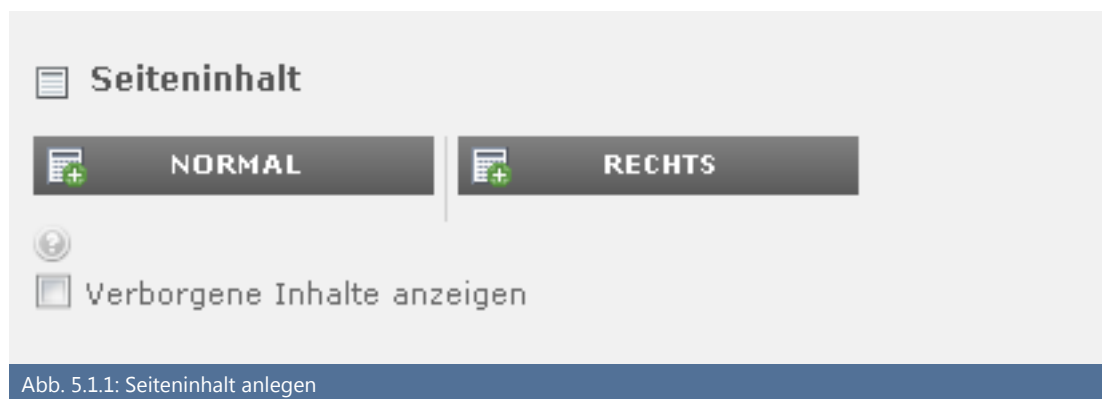 Seiteninhalt
NORMAL RECHTS
Verborgene Inhalte anzeigen
Abb. 5.1.1: Seiteninhalt anlegen